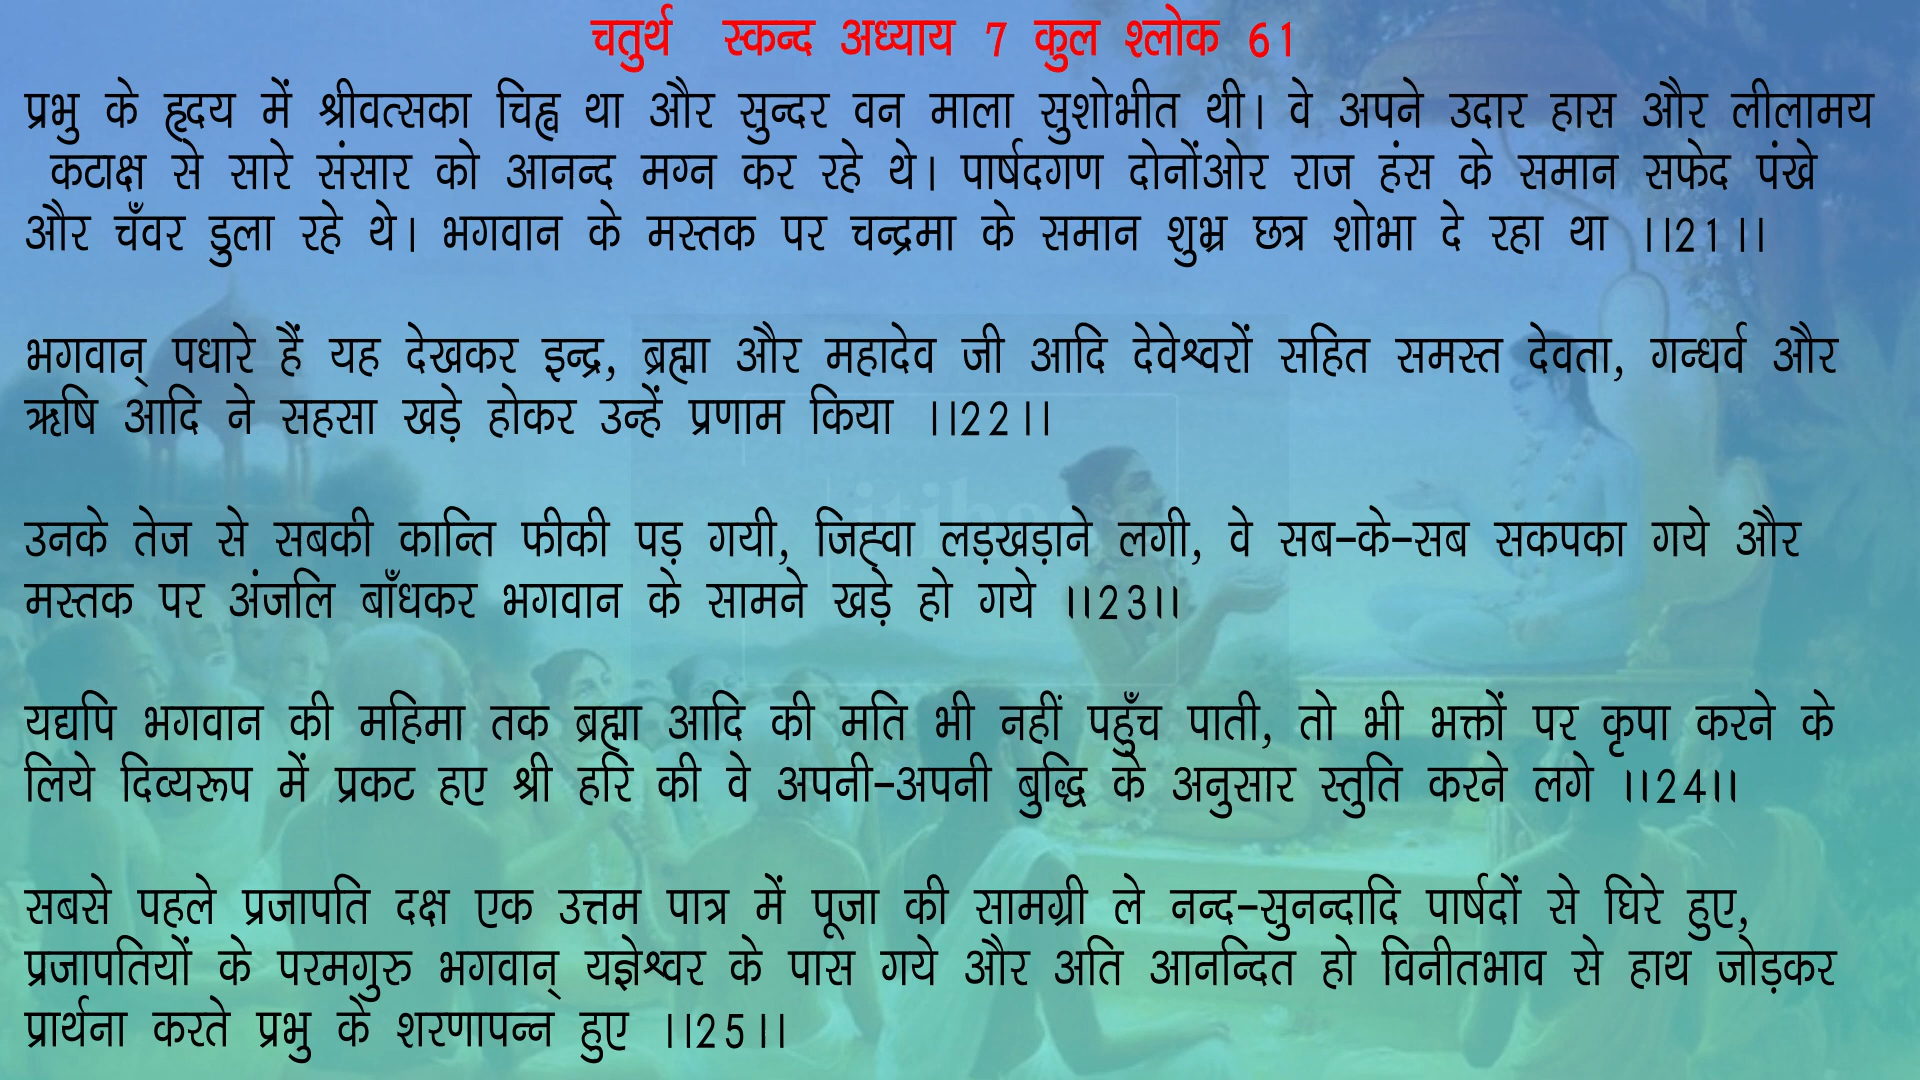 चतुर्थ स्कन्द अध्याय 7 कुल श्लोक 61
प्रभु के हृदय में श्रीवत्सका चिह्व था और सुन्दर वन माला सुशोभीत थी। वे अपने उदार हास और लीलामय
कटाक्ष से सारे संसार को आनन्द मग्न कर रहे थे। पार्षदगण दोनोंओर राज हंस के समान सफेद पंखे
और चँवर डुला रहे थे। भगवान के मस्तक पर चन्द्रमा के समान शुभ्र छत्र शोभा दे रहा था ।।21।।
भगवान् पधारे हैं यह देखकर इन्द्र, ब्रह्मा और महादेव जी आदि देवेश्वरों सहित समस्त देवता, गन्धर्व और
ऋषि आदि ने सहसा खड़े होकर उन्हें प्रणाम किया ।।22।।
उनके तेज से सबकी कान्ति फीकी पड़ गयी, जिह्वा लड़खड़ाने लगी, वे सब-के-सब सकपका गये और
मस्तक पर अंजलि बाँधकर भगवान के सामने खड़े हो गये ।।23।।
यद्यपि भगवान की महिमा तक ब्रह्मा आदि की मति भी नहीं पहुँच पाती, तो भी भक्तों पर कृपा करने के
लिये दिव्यरूप में प्रकट हए श्री हरि की वे अपनी-अपनी बुद्धि के अनुसार स्तुति करने लगे ।।24।।
सबसे पहले प्रजापति दक्ष एक उत्तम पात्र में पूजा की सामग्री ले नन्द-सुनन्दादि पार्षदों से घिरे हुए,
प्रजापतियों के परमगुरु भगवान् यज्ञेश्वर के पास गये और अति आनन्दित हो विनीतभाव से हाथ जोड़कर
प्रार्थना करते प्रभु के शरणापन्न हुए ।।25।।